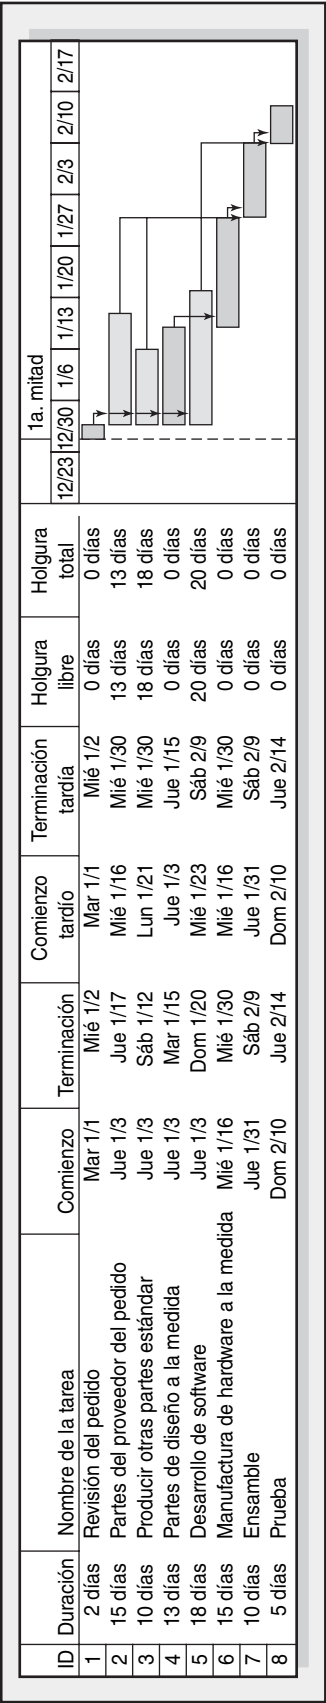 1a. mitad
ID Duración Nombre de la tarea Comienzo Terminación Comienzo tardío Terminación tardía Holgura libre Holgura total 12/23 12/30 1/6 1/13 1/20 1/27 2/3 2/10 2/17
1 2 días Revisión del pedido Mar 1/1 Mié 1/2 Mar 1/1 Mié 1/2 0 días 0 días
2 15 días Partes del proveedor del pedido Jue 1/3 Jue 1/17 Mié 1/16 Mié 1/30 13 días 13 días
3 10 días Producir otras partes estándar Jue 1/3 Sáb 1/12 Lun 1/21 Mié 1/30 18 días 18 días
4 13 días Partes de diseño a la medida Jue 1/3 Mar 1/15 Jue 1/3 Jue 1/15 0 días 0 días
5 18 días Desarrollo de software Jue 1/3 Dom 1/20 Mié 1/23 Sáb 2/9 20 días 20 días
6 15 días Manufactura de hardware a la medida Mié 1/16 Mié 1/30 Mié 1/16 Mié 1/30 0 días 0 días
7 10 días Ensamble Jue 1/31 Sáb 2/9 Jue 1/31 Sáb 2/9 0 días 0 días
8 5 días Prueba Dom 2/10 Jue 2/14 Dom 2/10 Jue 2/14 0 días 0 días